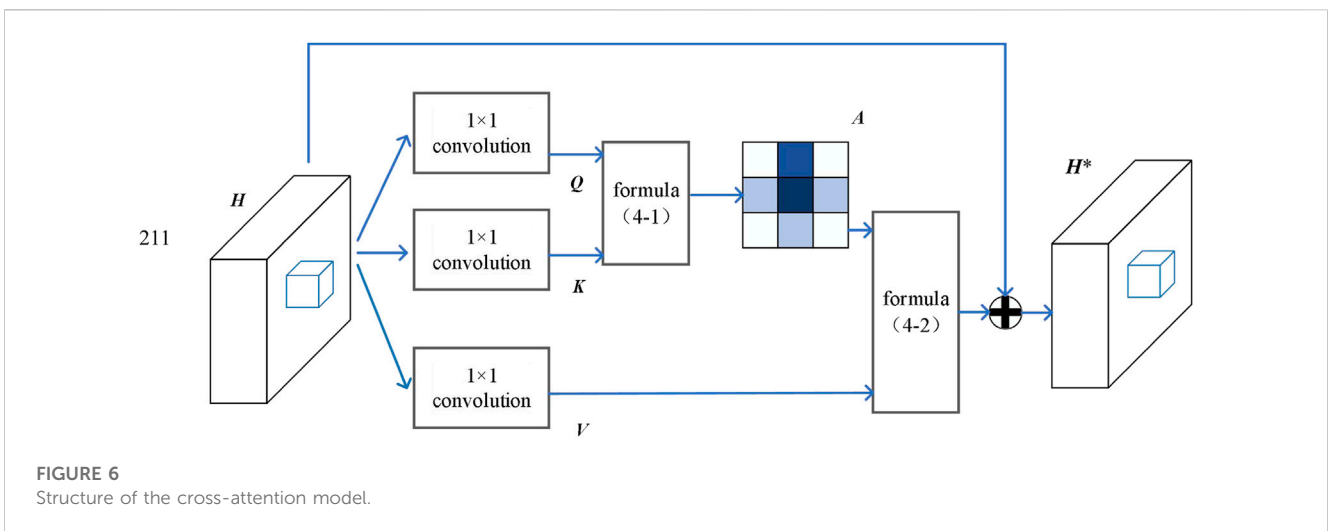 1×1
convolution
A
H
Q
formula
（4-1）
H*
211
1×1
convolution
K
formula
（4-2）
1×1
convolution
V
FIGURE 6
Structure of the cross-attention model.